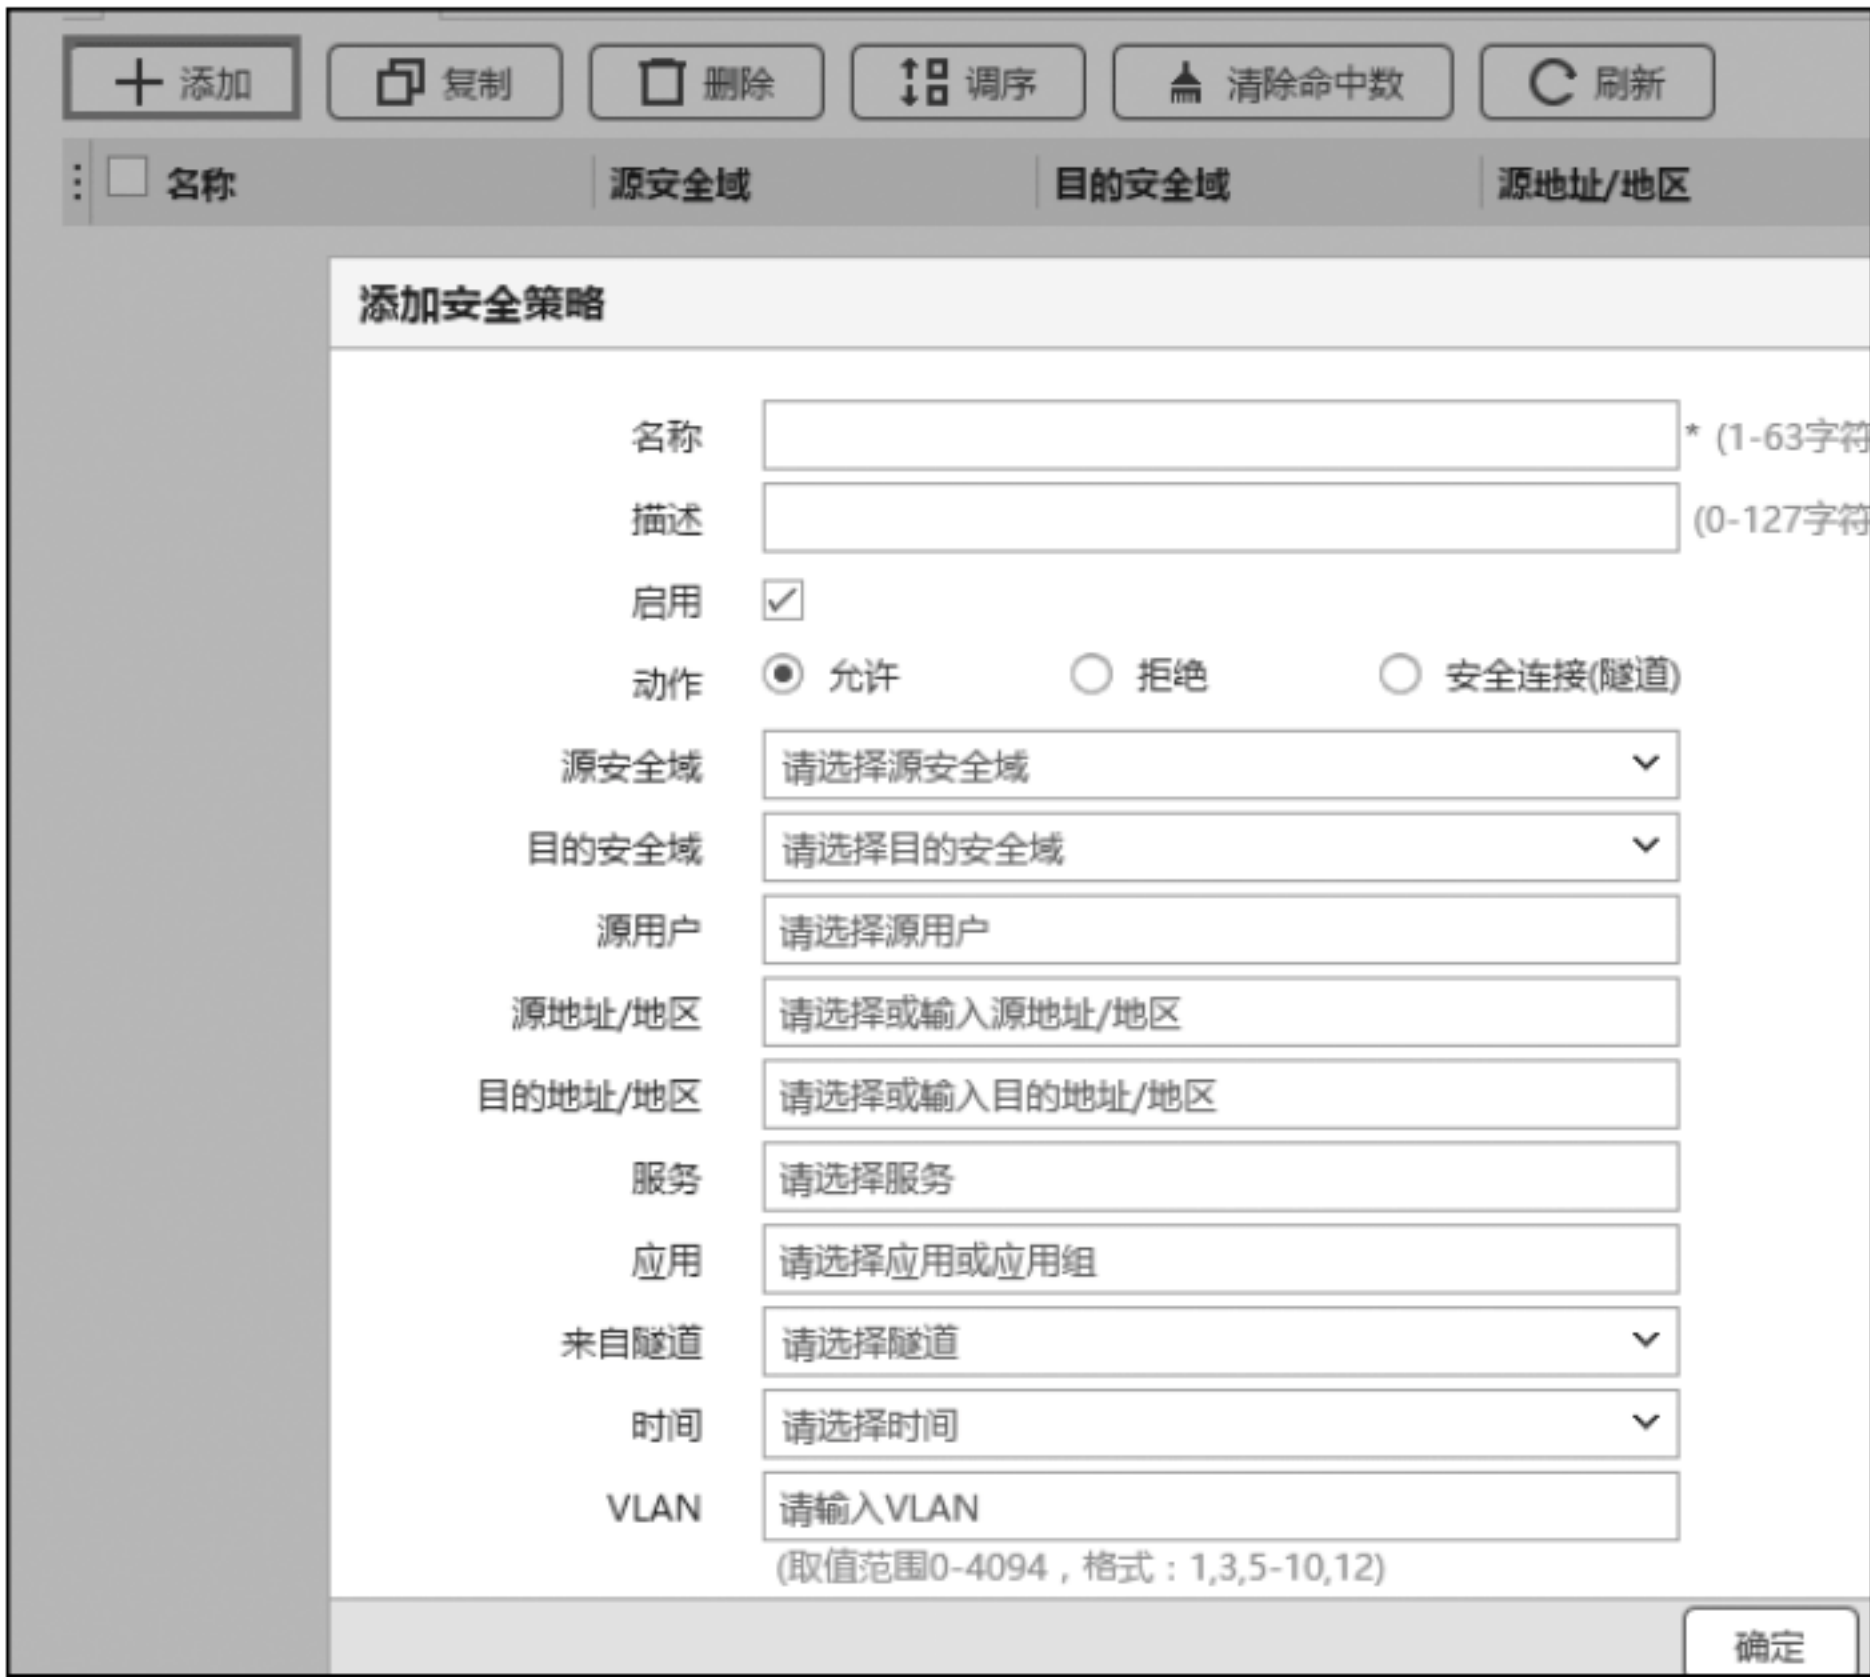 添加 复制 删除 调序 清除命中数 刷新
名称 源安全域 目的安全域 源地址/地区
添加安全策略
名称 * (1-63字符
描述 (0-127字符
启用
动作 允许 拒绝 安全连接(隧道)
源安全域 请选择源安全域
目的安全域 请选择目的安全域
源用户 请选择源用户
源地址/地区 请选择或输入源地址/地区
目的地址/地区 请选择或输入目的地址/地区
服务 请选择服务
应用 请选择应用或应用组
来自隧道 请选择隧道
时间 请选择时间
VLAN 请输入VLAN
(取值范围0-4094，格式：1,3,5-10,12)
确定